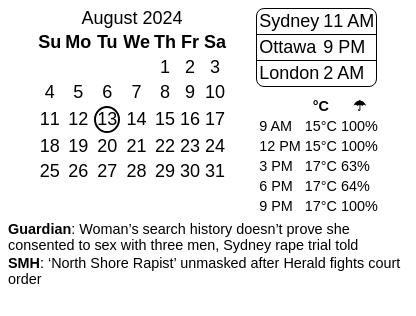 August 2024
Su Mo Tu We Th Fr Sa
1 2 3
4 5 6 7 8 9 10
11 12 13 14 15 16 17
18 19 20 21 22 23 24
25 26 27 28 29 30 31
Sydney 11 AM
Ottawa 9 PM
London 2 AM
°C ☂
9 AM 15°C 100%
12 PM 15°C 100%
3 PM 17°C 63%
6 PM 17°C 64%
9 PM 17°C 100%
Guardian: Woman’s search history doesn’t prove she
consented to sex with three men, Sydney rape trial told
SMH: ‘North Shore Rapist’ unmasked after Herald fights court
order